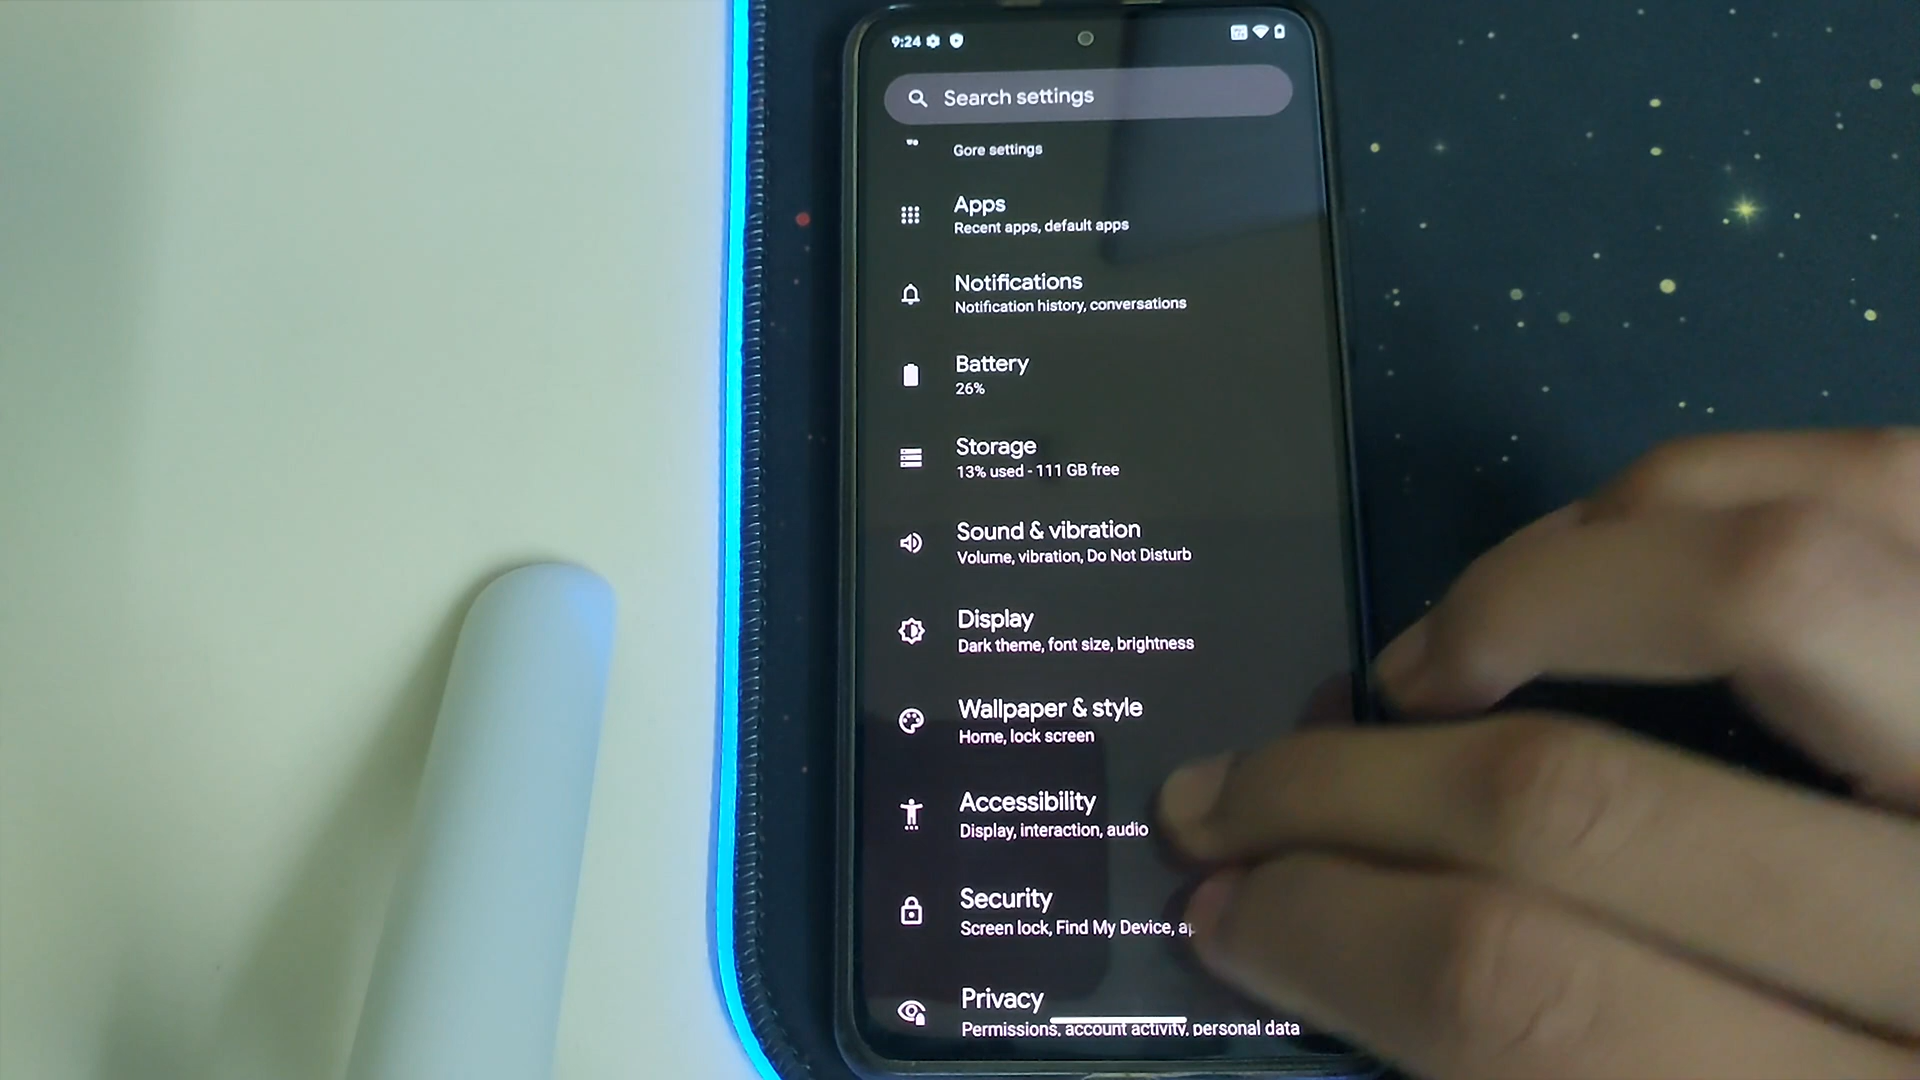 9:24
Search settings
Gore settings
Apps
Recent apps, default apps
Notifications
Notification history, conversations
Battery
26%
Storage
13% used - 111 GB free
Sound & vibration
Volume, vibration, Do Not Disturb
Display
Dark theme, font size, brightness
Wallpaper & style
Home, lock screen
Accessibility
Display, interaction, audio
Security
Screen lock, Find My Device,
Privacy
Permissions, account activity, personal data